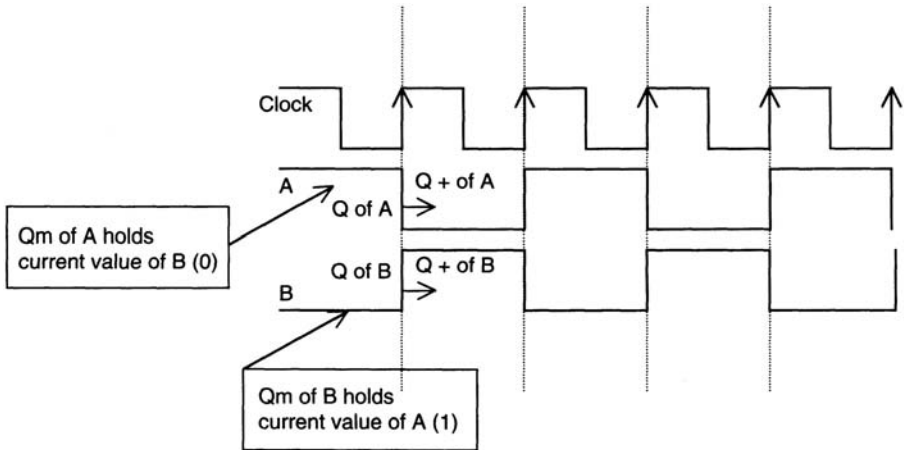 Clock
A
Q + of A
Q of A
Qm of A holds
current value of B (0)
Q of B
Q + of B
B
Qm of B holds
current value of A (1)